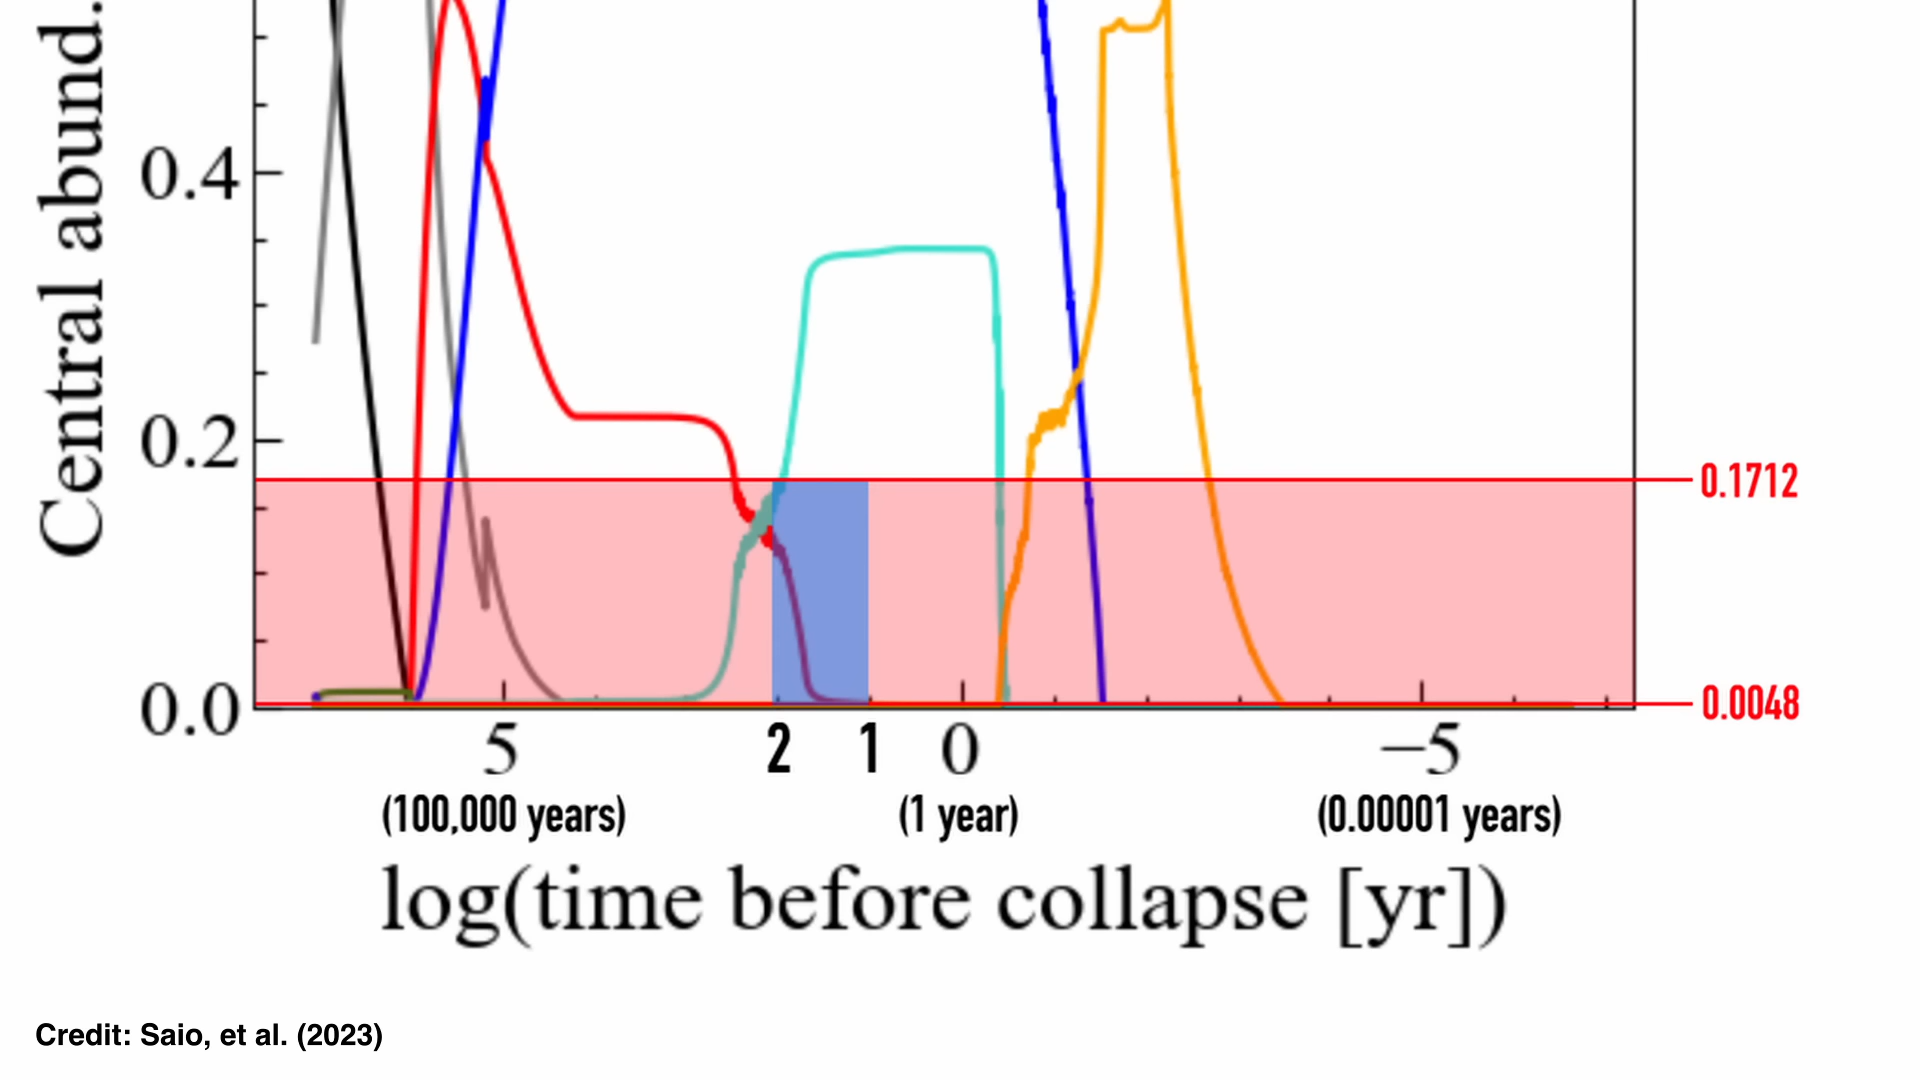 Central abund.
0.4
0.2
0.0
0.1712
0.0048
5 2 1 0 −5
(100,000 years) (1 year) (0.00001 years)
log(time before collapse [yr])
Credit: Saio, et al. (2023)